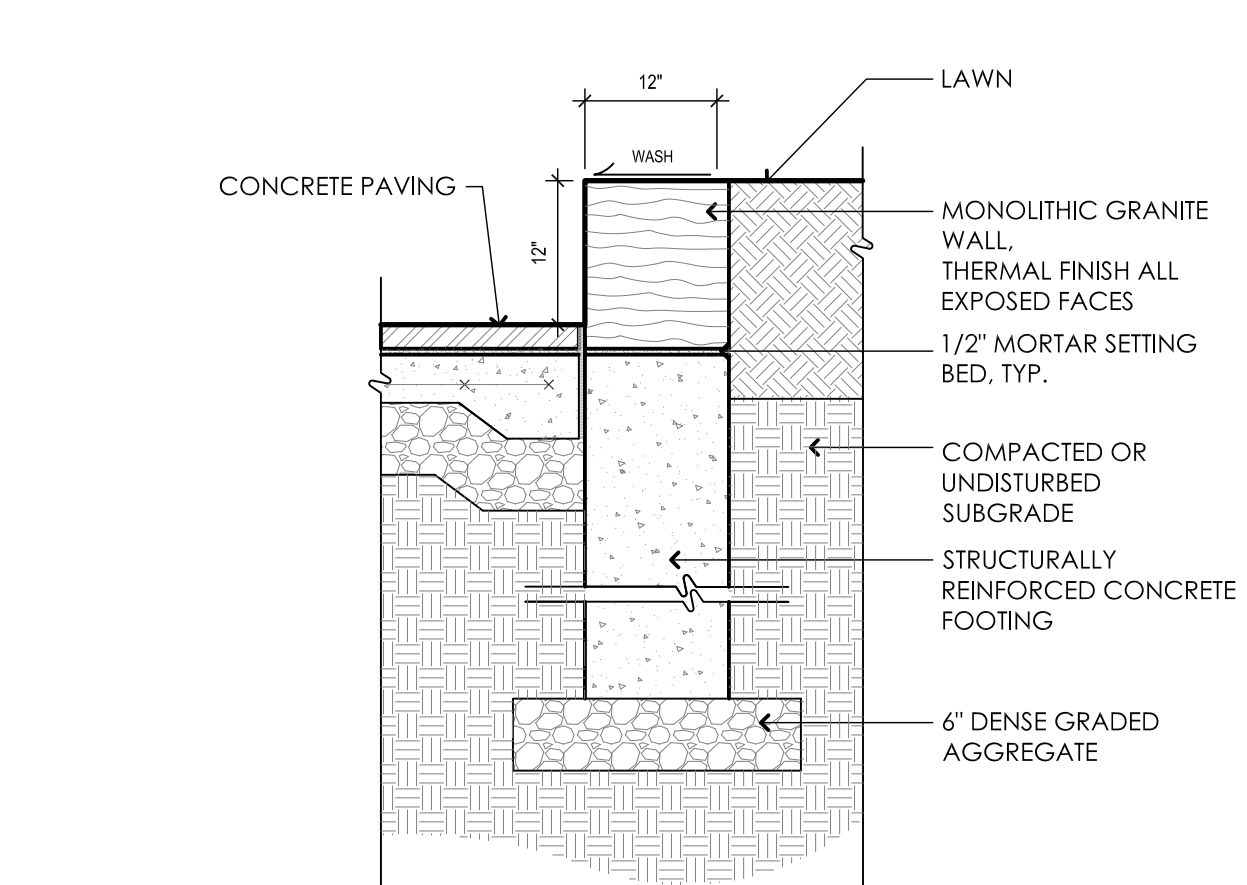 12"
LAWN
WASH
CONCRETE PAVING
12"
MONOLITHIC GRANITE
WALL,
THERMAL FINISH ALL
EXPOSED FACES
1/2" MORTAR SETTING
BED, TYP.
COMPACTED OR
UNDISTURBED
SUBGRADE
STRUCTURALLY
REINFORCED CONCRETE
FOOTING
6" DENSE GRADED
AGGREGATE